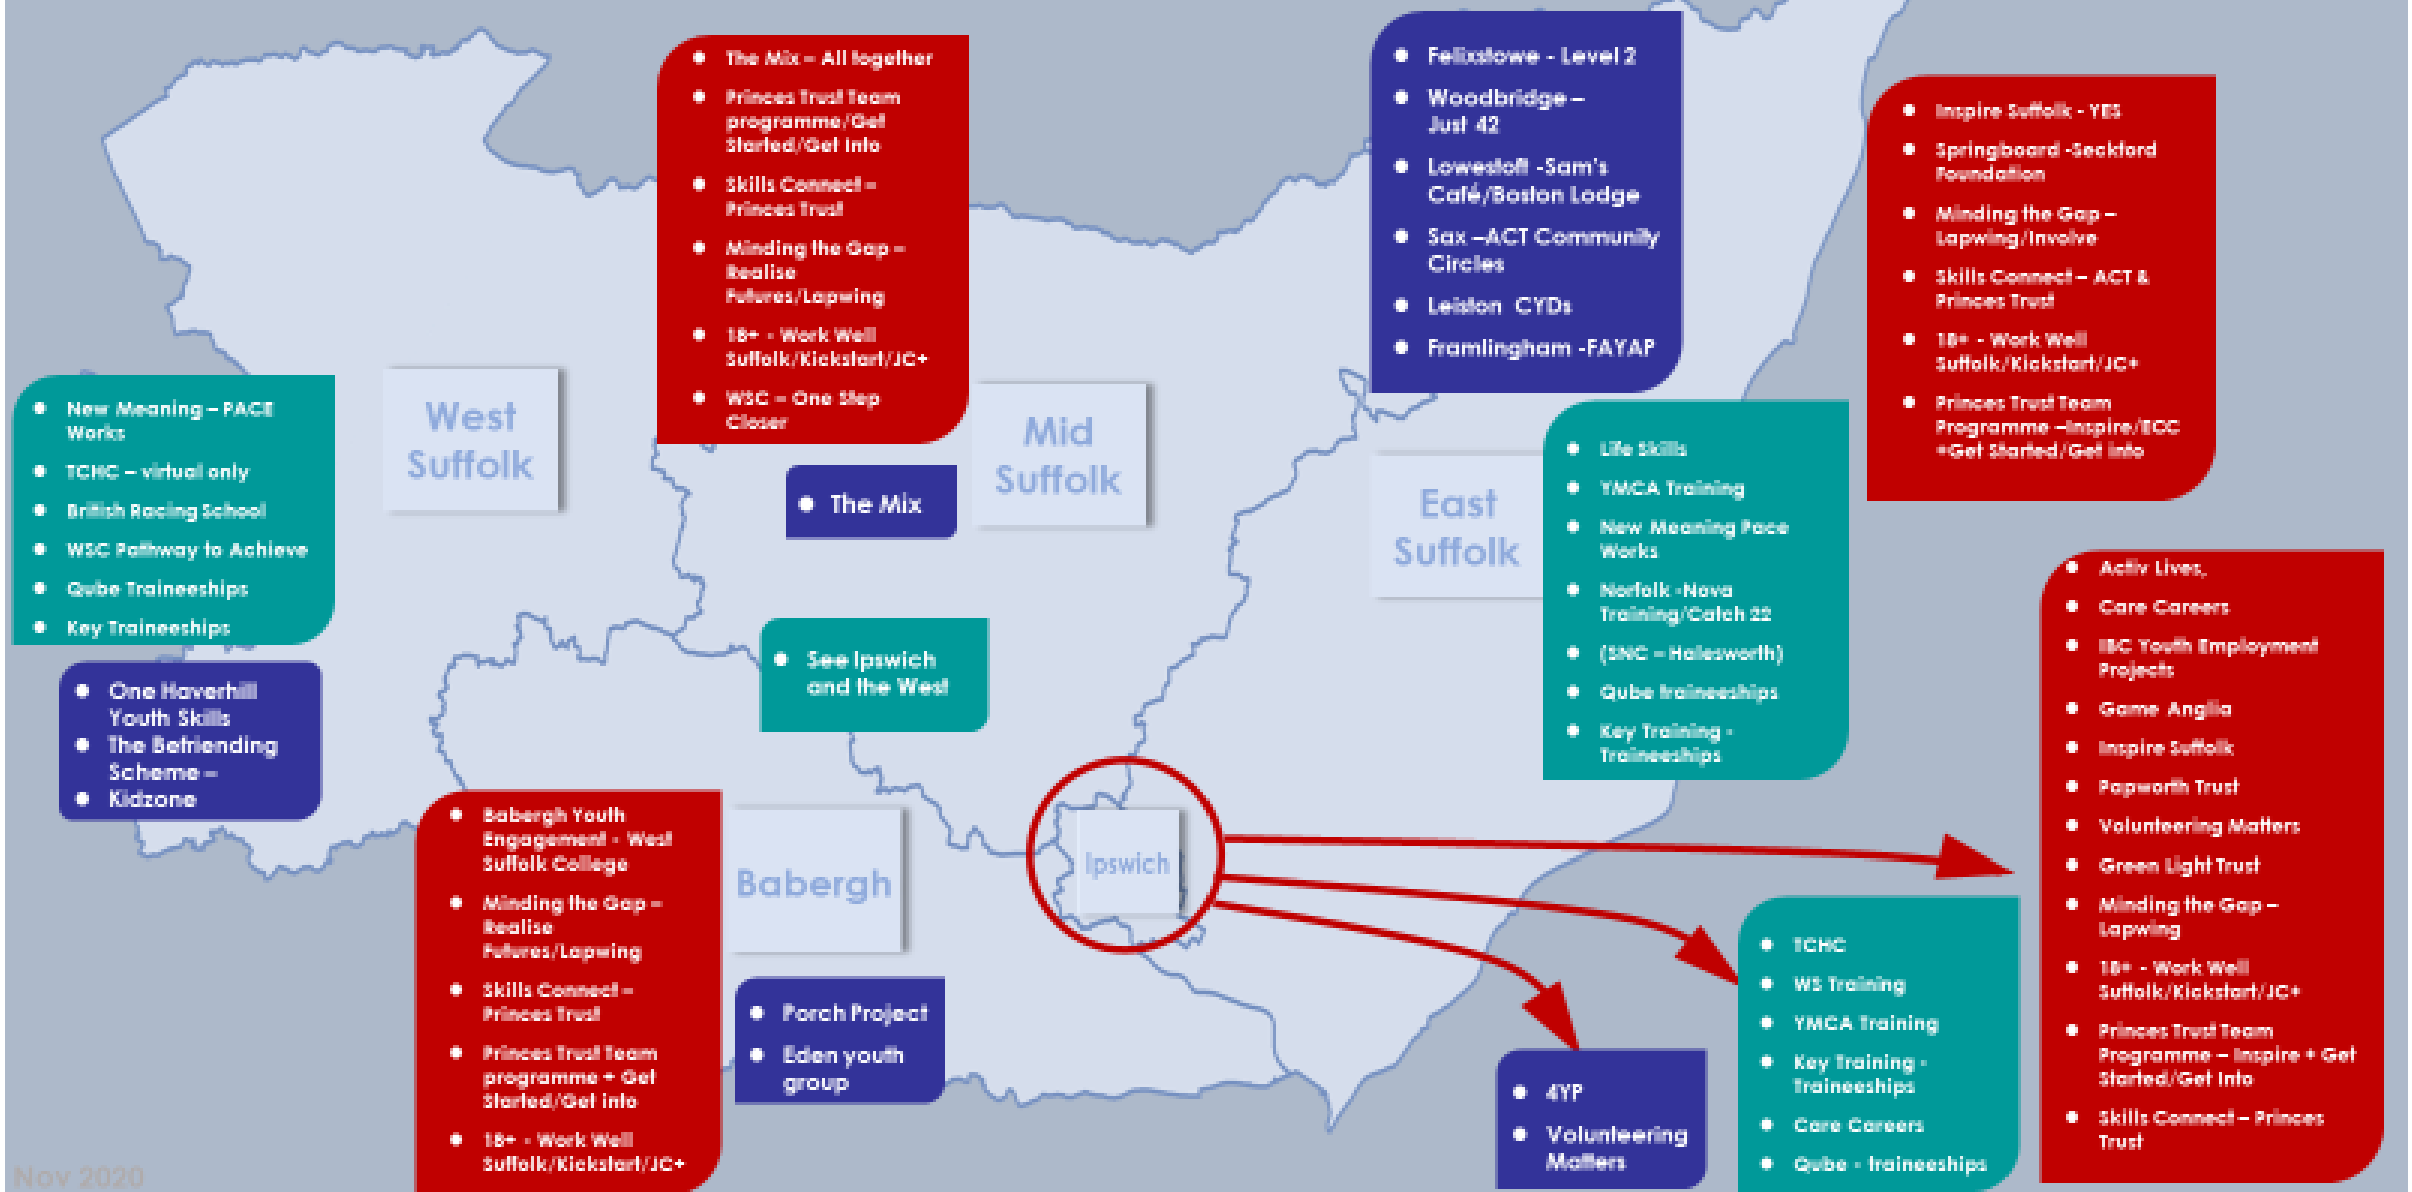 The Mix – All together
Princes Trust Team
programme/Get
Started/Get Into
Skills Connect –
Princes Trust
Minding the Gap –
Realise
Futures/Lapwing
18+ - Work Well
Suffolk/Kickstart/JC+
WSC – One Step
Closer
Felixstowe - Level 2
Woodbridge –
Just 42
Lowestoft -Sam's
Café/Boston Lodge
Sax –ACT Community
Circles
Leiston CYDs
Framlingham -FAYAP
Inspire Suffolk - YES
Springboard -Seckford
Foundation
Minding the Gap –
Lapwing/Involve
Skills Connect – ACT &
Princes Trust
18+ - Work Well
Suffolk/Kickstart/JC+
Princes Trust Team
Programme –Inspire/ECC
+Get Started/Get into
New Meaning – PACE
Works
TCHC – virtual only
British Racing School
WSC Pathway to Achieve
Qube Traineeships
Key Traineeships
West
Suffolk
Mid
Suffolk
The Mix
East
Suffolk
Life Skills
YMCA Training
New Meaning Pace
Works
Norfolk -Nova
Training/Catch 22
(SNC – Halesworth)
Qube traineeships
Key Training -
Traineeships
One Haverhill
Youth Skills
The Befriending
Scheme –
Kidzone
See Ipswich
and the West
Babergh Youth
Engagement - West
Suffolk College
Minding the Gap –
Realise
Futures/Lapwing
Skills Connect –
Princes Trust
Princes Trust Team
programme + Get
Started/Get into
18+ - Work Well
Suffolk/Kickstart/JC+
Babergh
Porch Project
Eden youth
group
Ipswich
4YP
Volunteering
Matters
TCHC
WS Training
YMCA Training
Key Training -
Traineeships
Care Careers
Qube - traineeships
Activ Lives,
Care Careers
IBC Youth Employment
Projects
Game Anglia
Inspire Suffolk
Papworth Trust
Volunteering Matters
Green Light Trust
Minding the Gap –
Lapwing
18+ - Work Well
Suffolk/Kickstart/JC+
Princes Trust Team
Programme – Inspire + Get
Started/Get Into
Skills Connect – Princes
Trust
Nov 2020